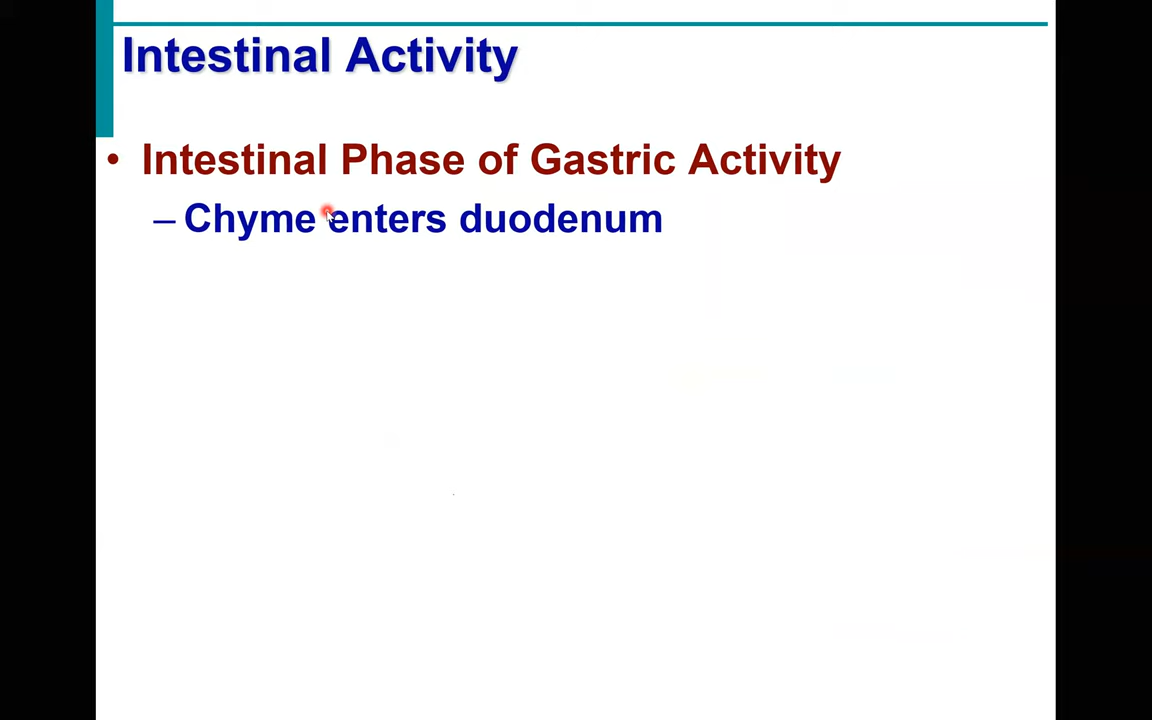 Intestinal Activity
• Intestinal Phase of Gastric Activity
– Chyme enters duodenum